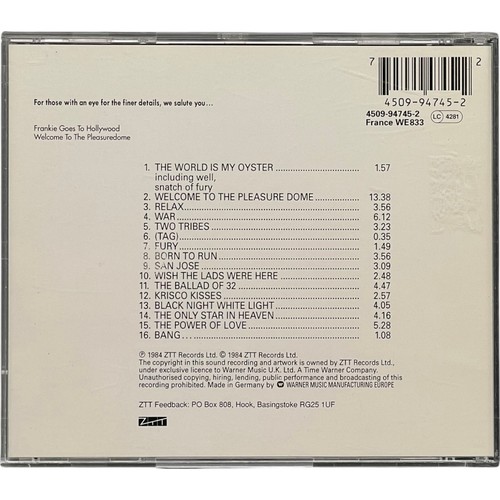 For those with an eye for the finer details, we salute you...
Frankie Goes To Hollywood
Welcome To The Pleasuredome
7 2
4509-94745-2
4509-94745-2
France WE833
LC 4281
1. THE WORLD IS MY OYSTER 1.57
including well,
snatch of fury
2. WELCOME TO THE PLEASURE DOME 13.38
3. RELAX 3.56
4. WAR 6.12
5. TWO TRIBES 3.23
6. (TAG) 0.35
7. FURY 1.49
8. BORN TO RUN 3.56
9. SAN JOSE 3.09
10. WISH THE LADS WERE HERE 2.48
11. THE BALLAD OF 32 4.47
12. KRISCO KISSES 2.57
13. BLACK NIGHT WHITE LIGHT 4.05
14. THE ONLY STAR IN HEAVEN 4.16
15. THE POWER OF LOVE 5.28
16. BANG... 1.08
℗ 1984 ZTT Records Ltd. © 1984 ZTT Records Ltd.
The copyright in this sound recording and artwork is owned by ZTT Records Ltd.,
under exclusive licence to Warner Music U.K. Ltd. A Time Warner Company.
Unauthorised copying, hiring, lending, public performance and broadcasting of this
recording prohibited. Made in Germany by WARNER MUSIC MANUFACTURING EUROPE
ZTT Feedback: PO Box 808, Hook, Basingstoke RG25 1UF
ZTT